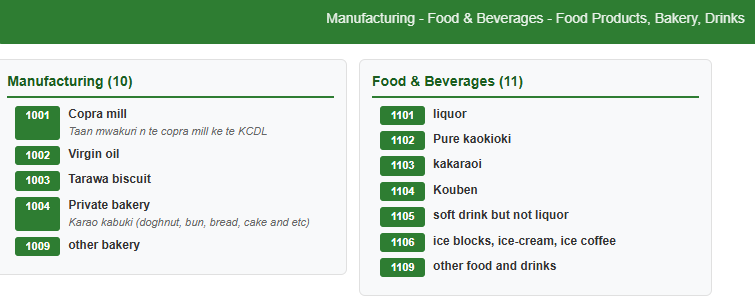 Manufacturing - Food & Beverages - Food Products, Bakery, Drinks
Manufacturing (10)
1001 Copra mill
Taan mwakuri n te copra mill ke te KCDL
1002 Virgin oil
1003 Tarawa biscuit
1004 Private bakery
Karao kabuki (doghnut, bun, bread, cake and etc)
1009 other bakery
Food & Beverages (11)
1101 liquor
1102 Pure kaokioki
1103 kakaraoi
1104 Kouben
1105 soft drink but not liquor
1106 ice blocks, ice-cream, ice coffee
1109 other food and drinks